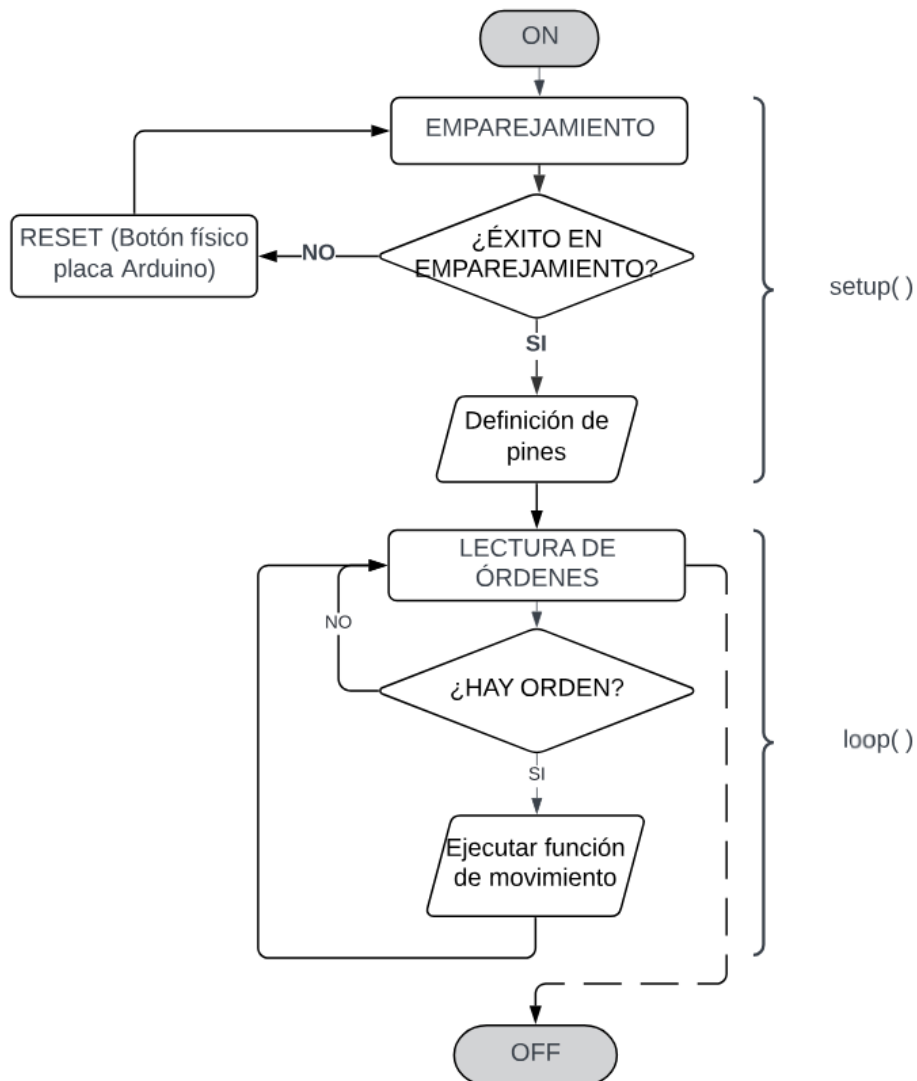 ON
EMPAREJAMIENTO
RESET (Botón físico
placa Arduino)
NO
¿ÉXITO EN
EMPAREJAMIENTO?
setup( )
SI
Definición de
pines
LECTURA DE
ÓRDENES
NO
¿HAY ORDEN?
loop( )
SI
Ejecutar función
de movimiento
OFF